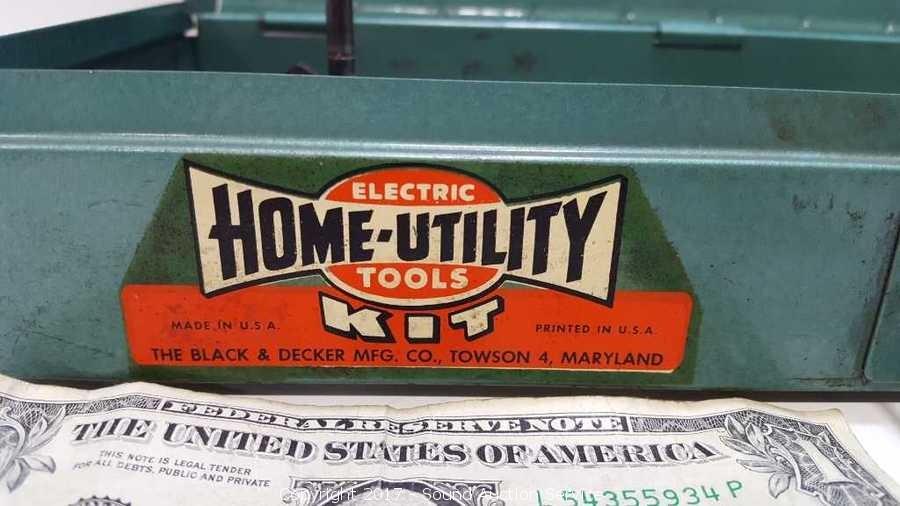 ELECTRIC
HOME-UTILITY
TOOLS
KIT
MADE IN U.S.A.
PRINTED IN U.S.A.
THE BLACK & DECKER MFG. CO., TOWSON 4, MARYLAND
FEDERAL RESERVE NOTE
THE UNITED STATES OF AMERICA
THIS NOTE IS LEGAL TENDER
FOR ALL DEBTS, PUBLIC AND PRIVATE
L 54355934 P
Copyright 2017 - Sound Auction Service